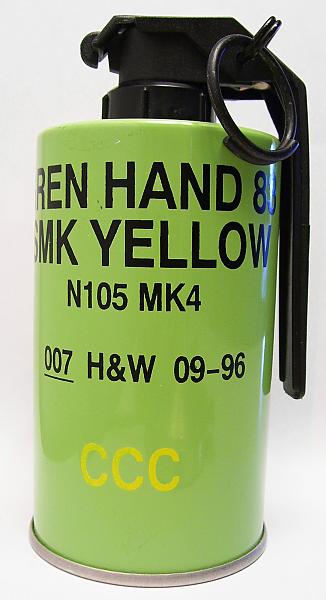 REN HAND 83
SMK YELLOW
N105 MK4
007 H&W 09-96
CCC